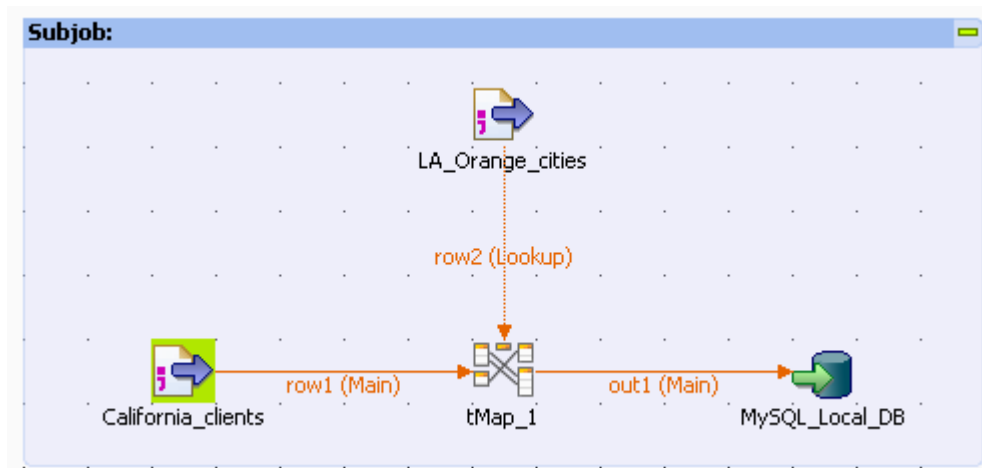 Subjob:
LA_Orange_cities
row2 (Lookup)
row1 (Main)
out1 (Main)
California_clients
tMap_1
MySQL_Local_DB